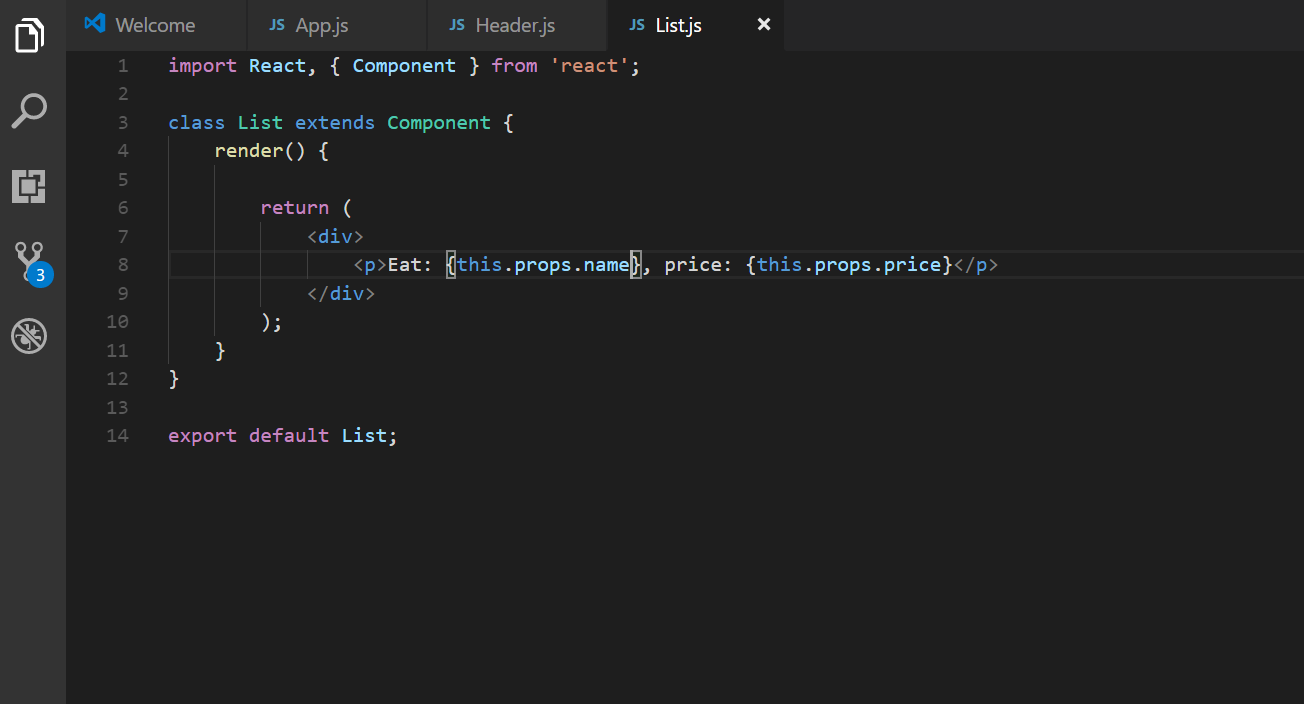 Welcome JS App.js JS Header.js JS List.js ×
1 import React, { Component } from 'react';
2
3 class List extends Component {
4     render() {
5
6         return (
7             <div>
8                 <p>Eat: {this.props.name}, price: {this.props.price}</p>
9             </div>
10         );
11     }
12 }
13
14 export default List;
3